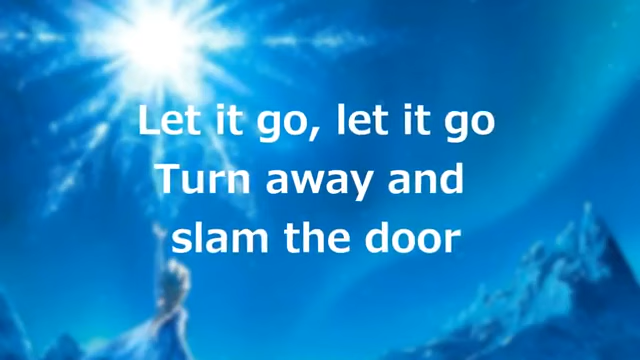 Let it go, let it go
Turn away and
slam the door